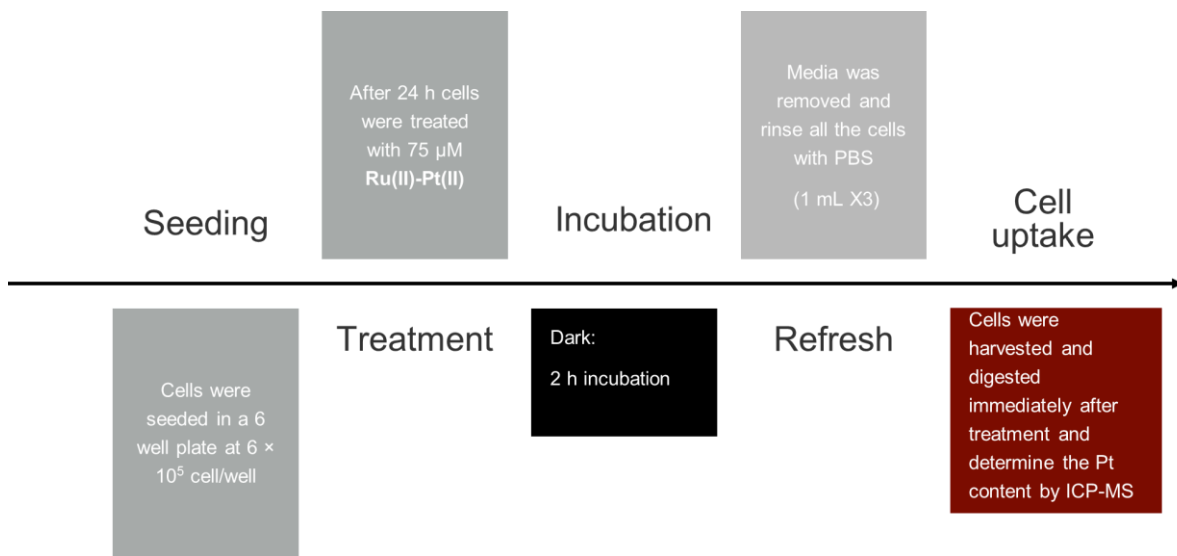 Seeding
Cells were
seeded in a 6
well plate at 6 ×
10⁵ cell/well
After 24 h cells
were treated
with 75 µM
Ru(II)-Pt(II)
Treatment
Incubation
Dark:
2 h incubation
Media was
removed and
rinse all the cells
with PBS
(1 mL X3)
Refresh
Cell
uptake
Cells were
harvested and
digested
immediately after
treatment and
determine the Pt
content by ICP-MS